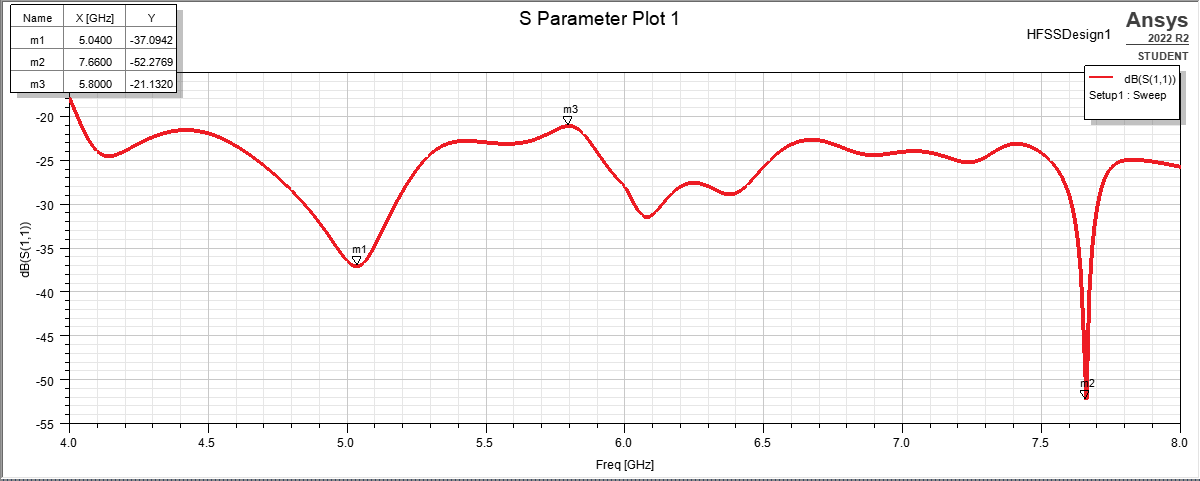 S Parameter Plot 1
Name X [GHz] Y
m1 5.0400 -37.0942
m2 7.6600 -52.2769
m3 5.8000 -21.1320
HFSSDesign1
Ansys
2022 R2
STUDENT
dB(S(1,1))
Setup1 : Sweep
m3
m1
m2
-20
-25
-30
-35
-40
-45
-50
-55
dB(S(1,1))
4.0 4.5 5.0 5.5 6.0 6.5 7.0 7.5 8.0
Freq [GHz]